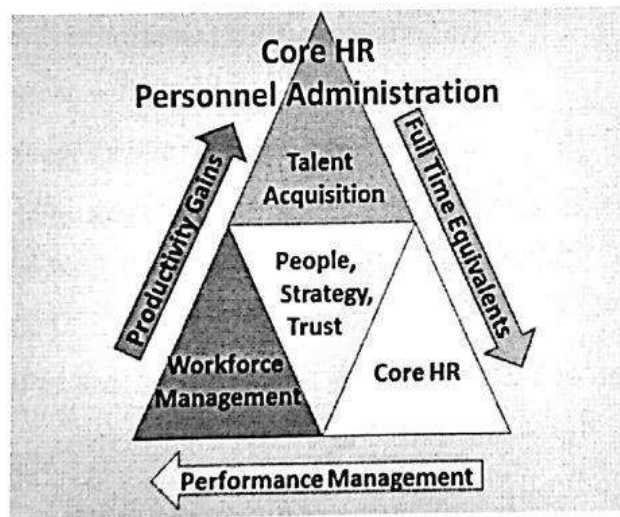 Core HR
Personnel Administration
Talent
Acquisition
Productivity Gains
Full Time Equivalents
People,
Strategy,
Trust
Workforce
Management
Core HR
Performance Management